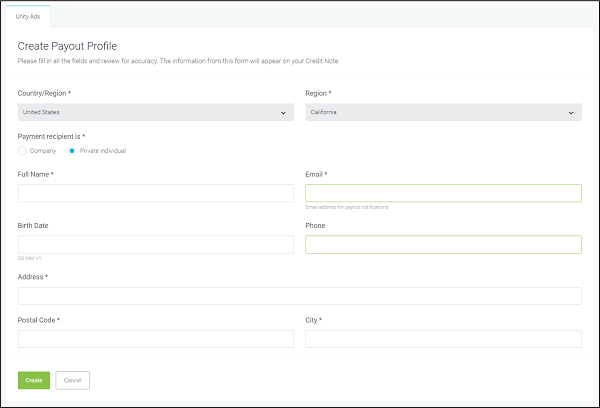 Unity Ads
Create Payout Profile
Please fill in all the fields and review for accuracy. The information from this form will appear on your Credit Note.
Country/Region * Region *
United States California
Payment recipient is *
Company Private individual
Full Name * Email *
Email address for payout notifications
Birth Date Phone
DD MM YY
Address *
Postal Code * City *
Create Cancel